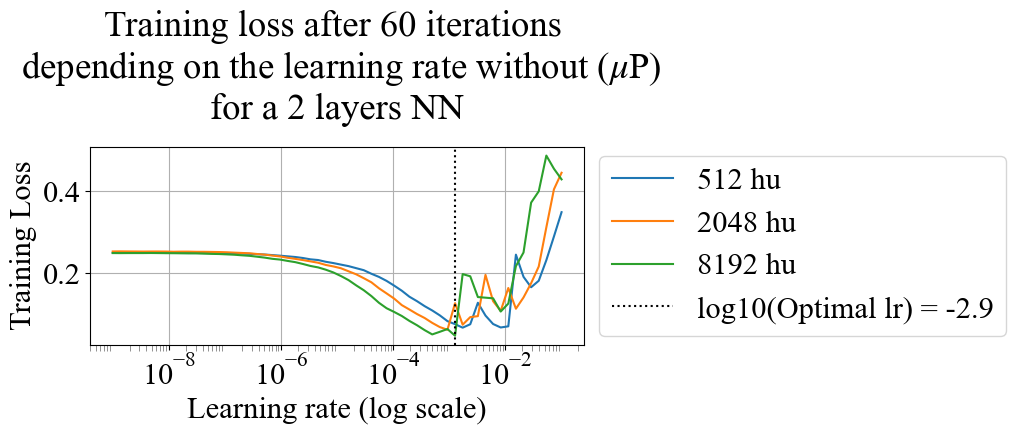 Training loss after 60 iterations
depending on the learning rate without (μP)
for a 2 layers NN
Training Loss
0.4
0.2
10⁻⁸ 10⁻⁶ 10⁻⁴ 10⁻²
Learning rate (log scale)
512 hu
2048 hu
8192 hu
log10(Optimal lr) = -2.9